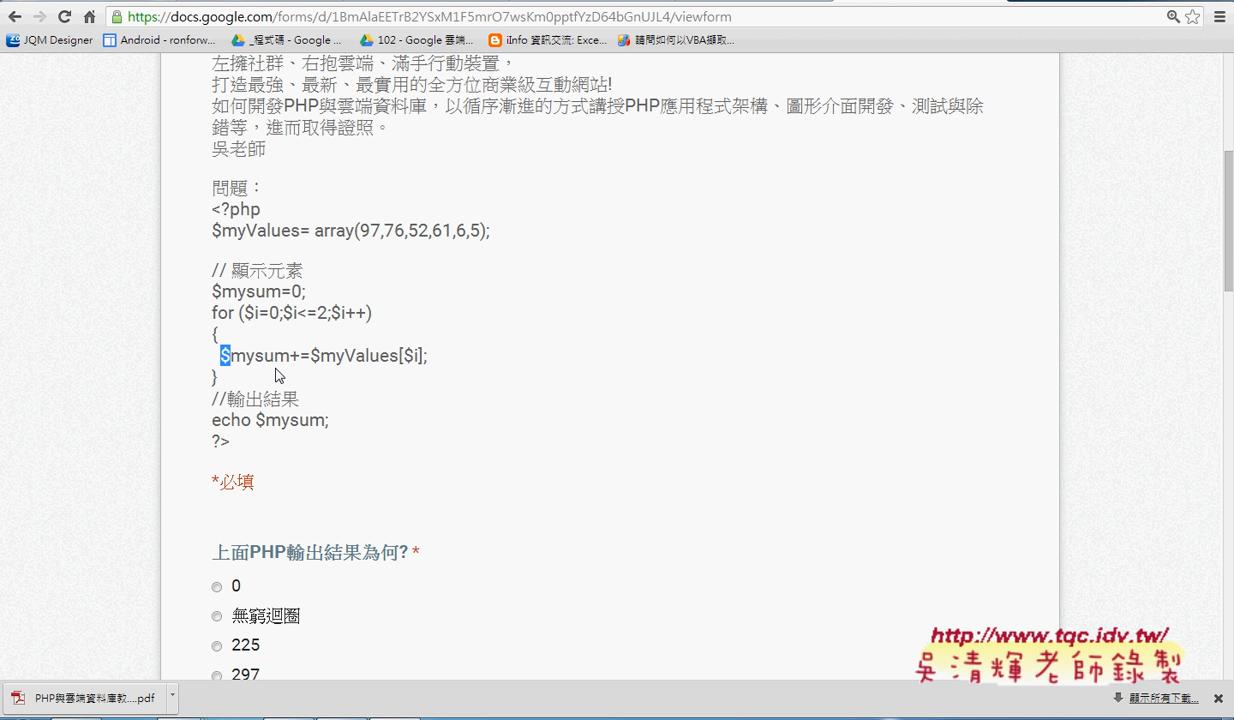 https://docs.google.com/forms/d/1BmAlaEETrB2YSxM1F5mrO7wsKm0pptfYzD64bGnUJL4/viewform
JQM Designer
Android - ronforw...
_程式碼 - Google ...
102 - Google 雲端...
iInfo 資訊交流: Exce...
請問如何以VBA擷取...
左擁社群、右抱雲端、滿手行動裝置，
打造最強、最新、最實用的全方位商業級互動網站!
如何開發PHP與雲端資料庫，以循序漸進的方式講授PHP應用程式架構、圖形介面開發、測試與除
錯等，進而取得證照。
吳老師
問題：
<?php
$myValues= array(97,76,52,61,6,5);
// 顯示元素
$mysum=0;
for ($i=0;$i<=2;$i++)
{
$mysum+=$myValues[$i];
}
//輸出結果
echo $mysum;
?>
*必填
上面PHP輸出結果為何? *
0
無窮迴圈
225
297
http://www.tqc.idv.tw/
吳清輝老師錄製
PHP與雲端資料庫教....pdf
顯示所有下載...